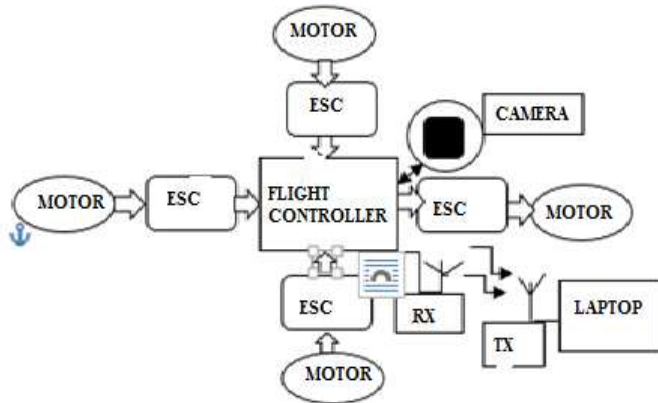 MOTOR
ESC
CAMERA
MOTOR
ESC
FLIGHT
CONTROLLER
ESC
MOTOR
ESC
RX
TX
LAPTOP
MOTOR